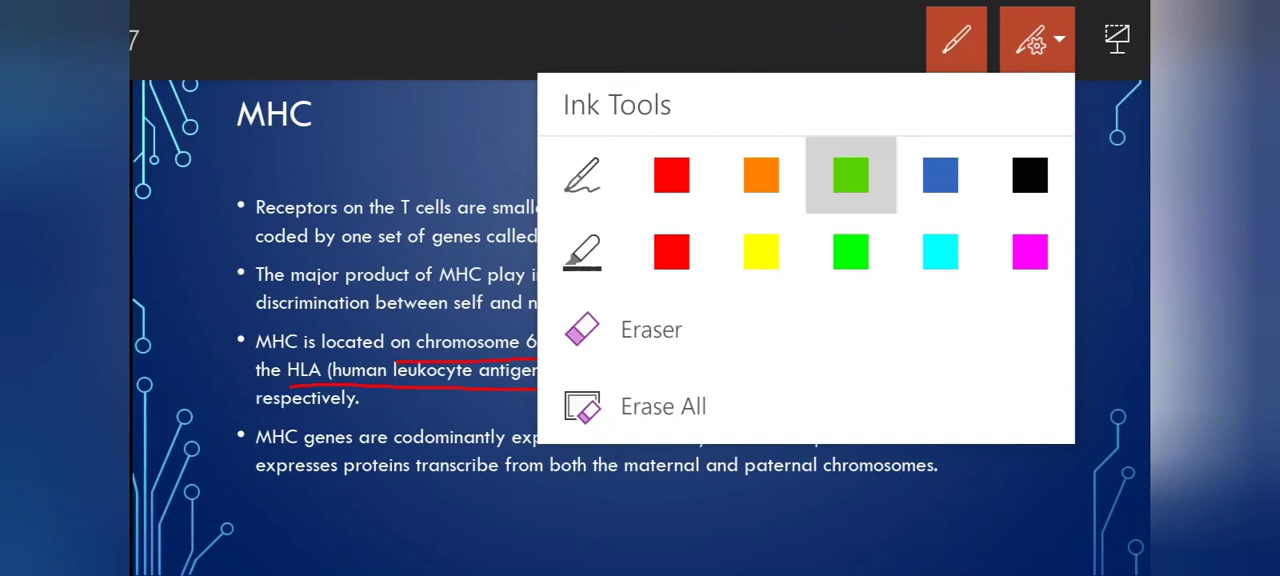 7
Ink Tools
MHC
Receptors on the T cells are smalle
coded by one set of genes called
The major product of MHC play i
discrimination between self and n
MHC is located on chromosome 6
the HLA (human leukocyte antigen
respectively.
MHC genes are codominantly exp
expresses proteins transcribe from both the maternal and paternal chromosomes.
Eraser
Erase All